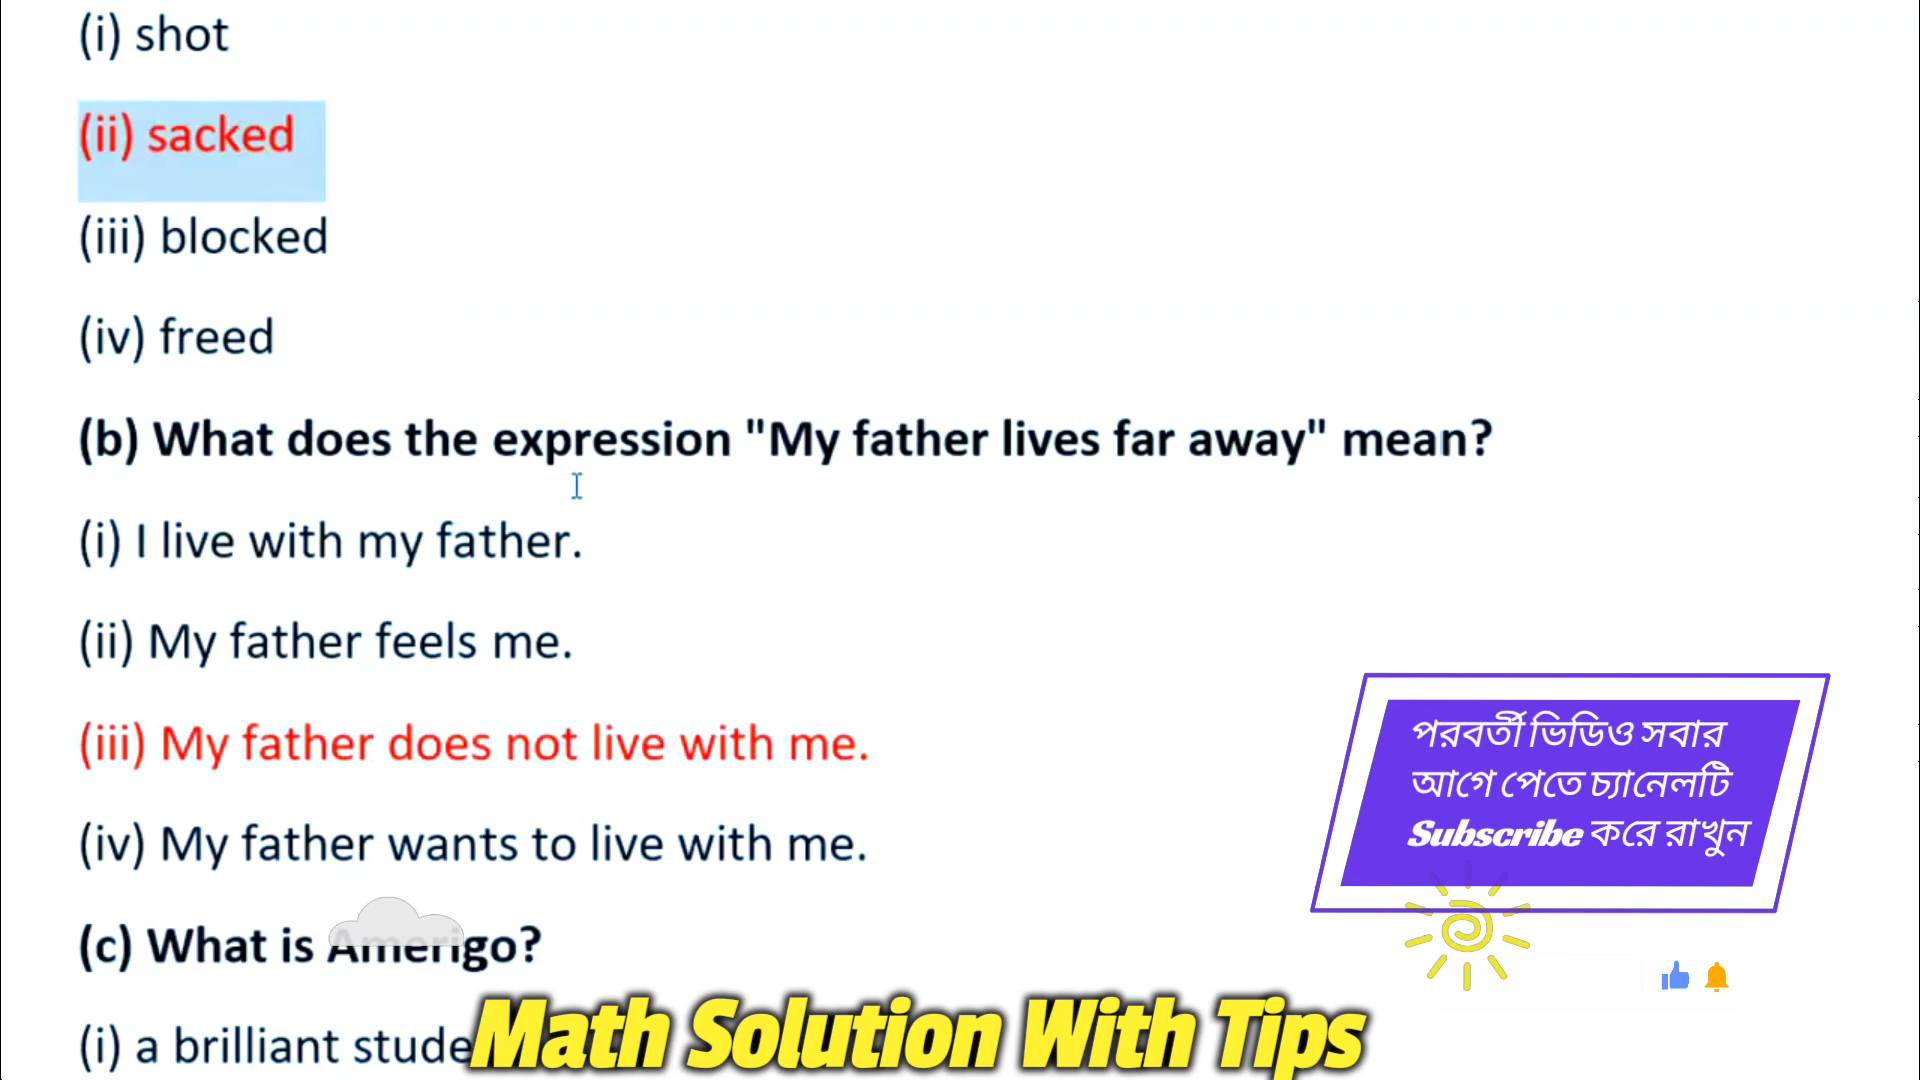 (i) shot
(ii) sacked
(iii) blocked
(iv) freed
(b) What does the expression "My father lives far away" mean?
(i) I live with my father.
(ii) My father feels me.
(iii) My father does not live with me.
(iv) My father wants to live with me.
(c) What is Amerigo?
(i) a brilliant
পরবর্তী ভিডিও সবার
আগে পেতে চ্যানেলটি
Subscribe করে রাখুন
Math Solution With Tips